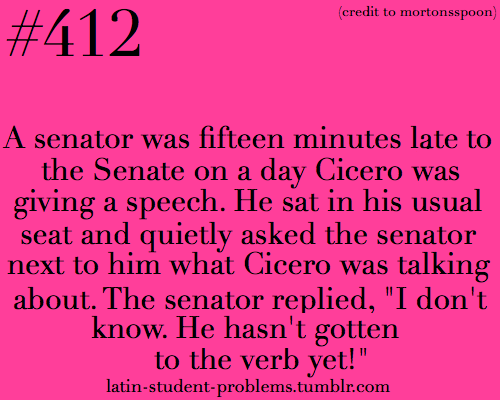 #412
(credit to mortonsspoon)
A senator was fifteen minutes late to
the Senate on a day Cicero was
giving a speech. He sat in his usual
seat and quietly asked the senator
next to him what Cicero was talking
about. The senator replied, "I don't
know. He hasn't gotten
to the verb yet!"
latin-student-problems.tumblr.com